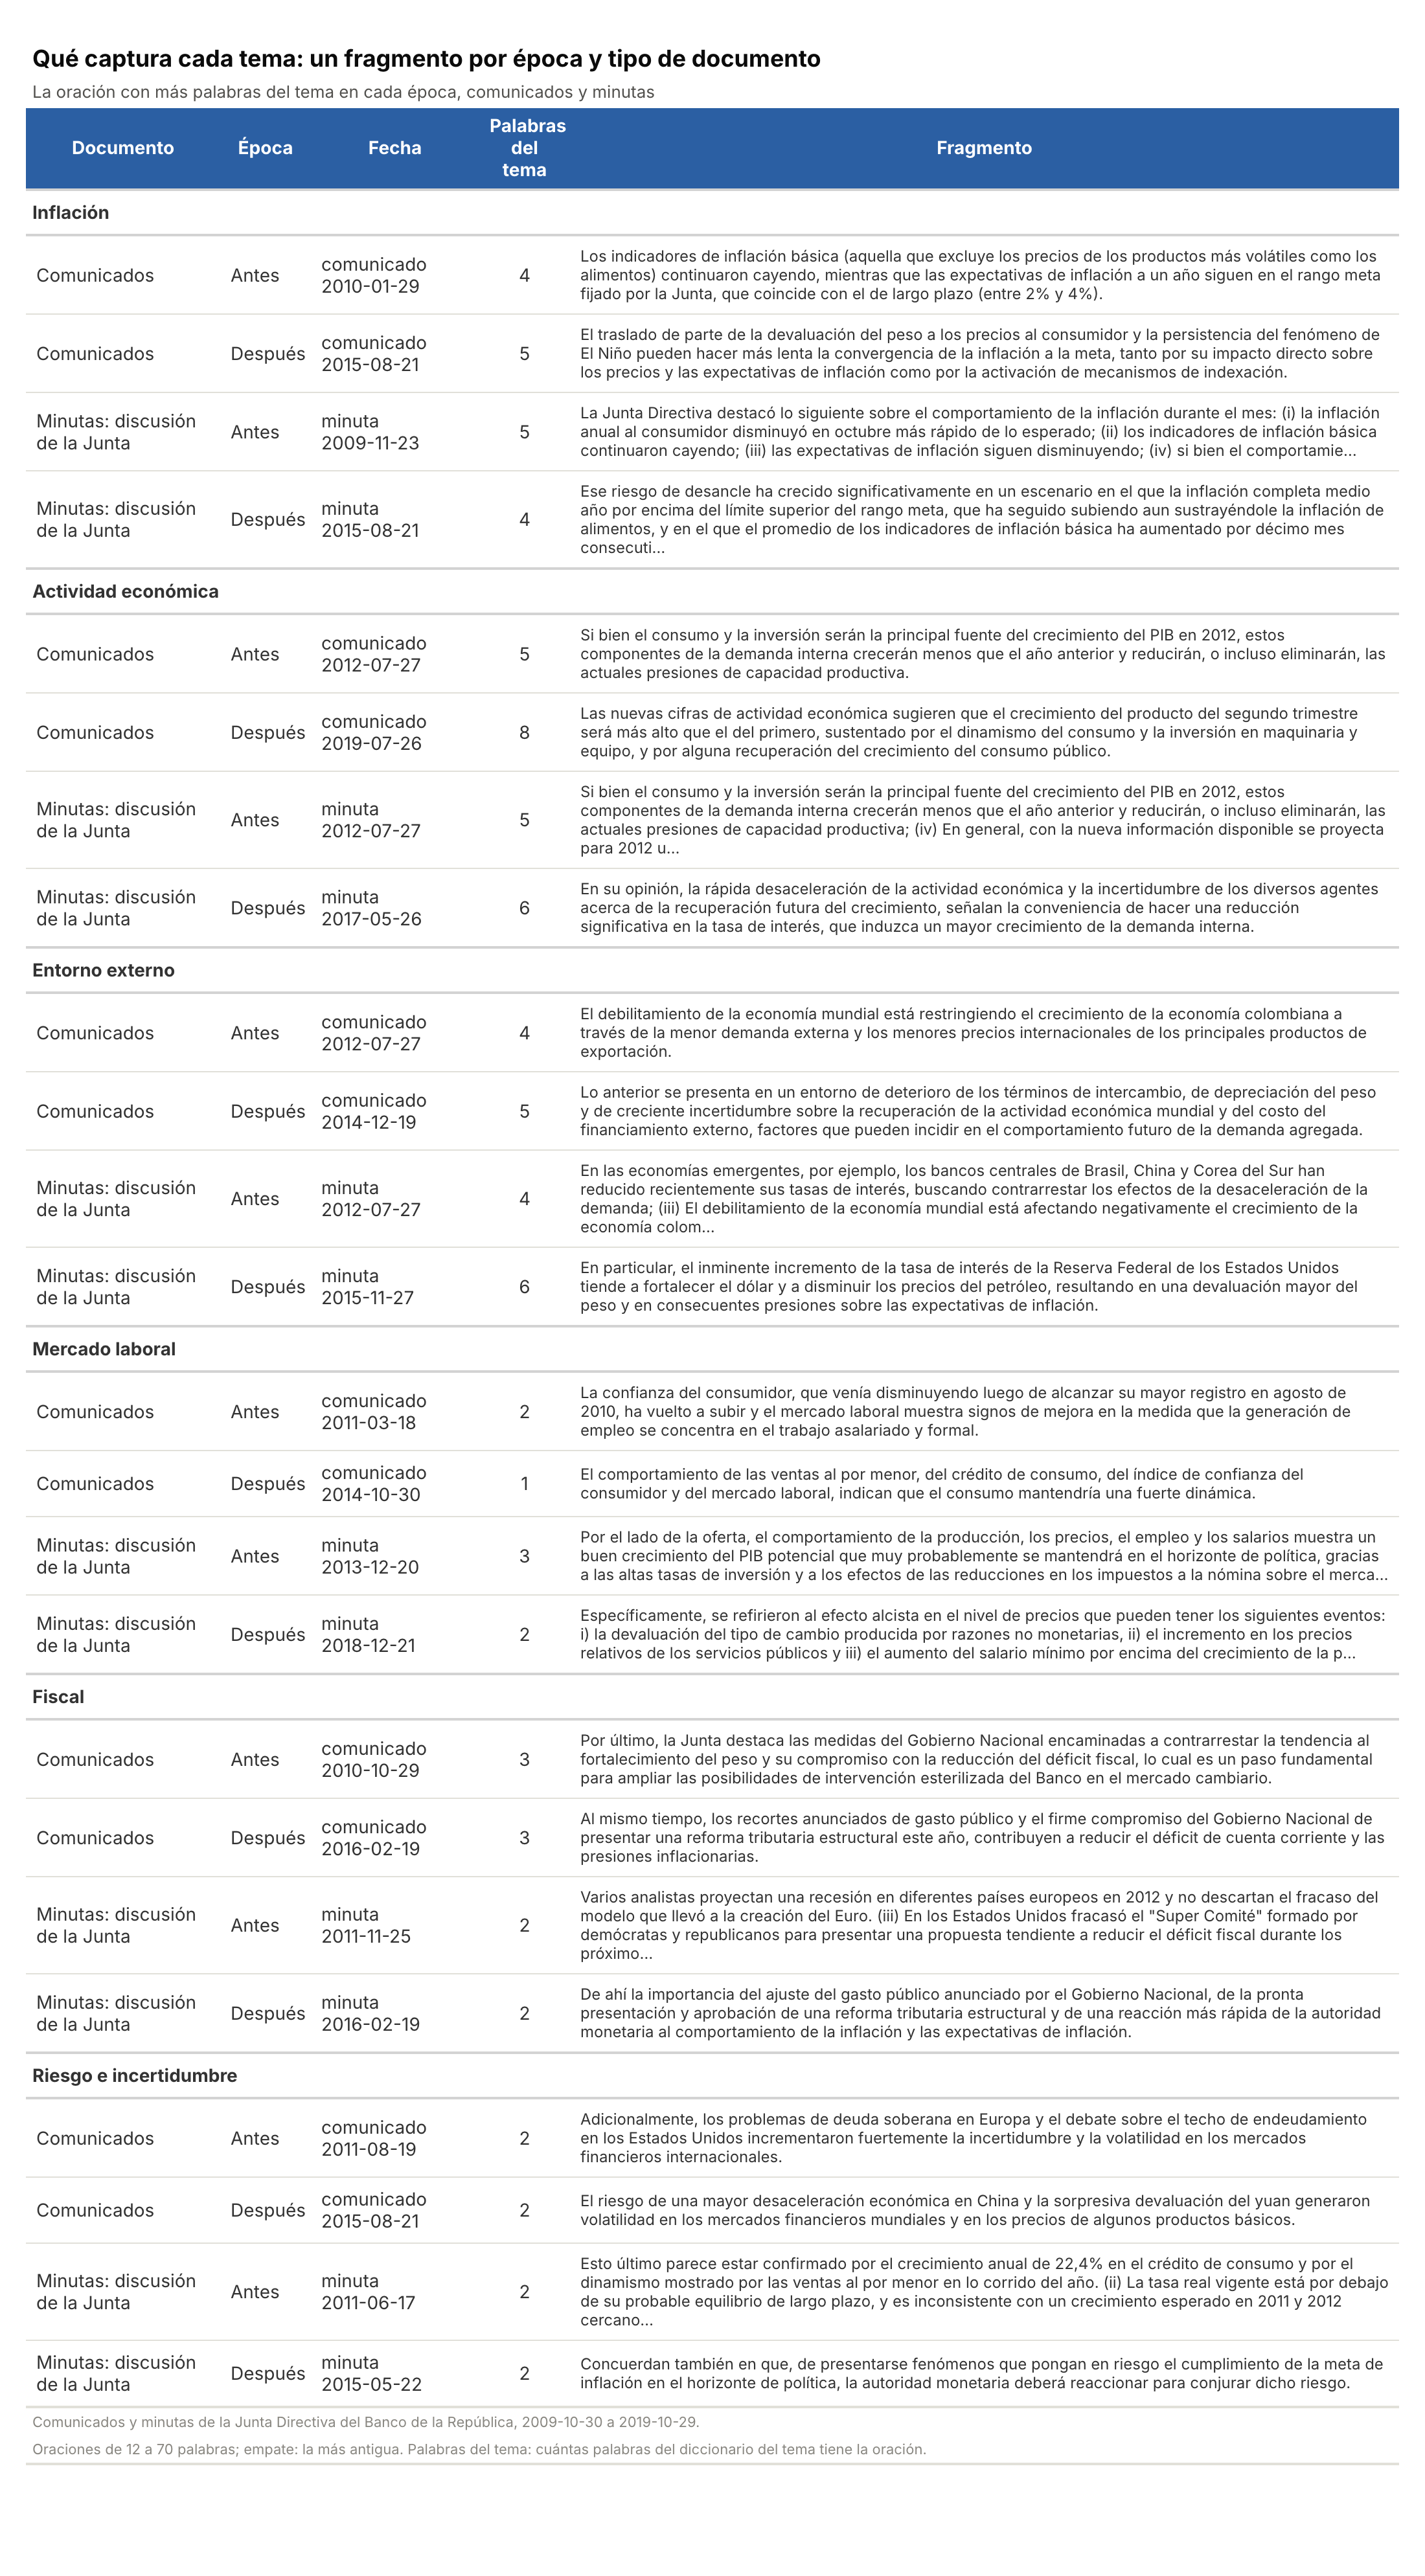 Qué captura cada tema: un fragmento por época y tipo de documento
La oración con más palabras del tema en cada época, comunicados y minutas
Documento Época Fecha Palabras del tema Fragmento
Inflación
Comunicados Antes comunicado 2010-01-29 4
Los indicadores de inflación básica (aquella que excluye los precios de los productos más volátiles como los
alimentos) continuaron cayendo, mientras que las expectativas de inflación a un año siguen en el rango meta
fijado por la Junta, que coincide con el de largo plazo (entre 2% y 4%).
Comunicados Después comunicado 2015-08-21 5
El traslado de parte de la devaluación del peso a los precios al consumidor y la persistencia del fenómeno de
El Niño pueden hacer más lenta la convergencia de la inflación a la meta, tanto por su impacto directo sobre
los precios y las expectativas de inflación como por la activación de mecanismos de indexación.
Minutas: discusión de la Junta Antes minuta 2009-11-23 5
La Junta Directiva destacó lo siguiente sobre el comportamiento de la inflación durante el mes: (i) la inflación
anual al consumidor disminuyó en octubre más rápido de lo esperado; (ii) los indicadores de inflación básica
continuaron cayendo; (iii) las expectativas de inflación siguen disminuyendo; (iv) si bien el comportamie...
Minutas: discusión de la Junta Después minuta 2015-08-21 4
Ese riesgo de desancle ha crecido significativamente en un escenario en el que la inflación completa medio
año por encima del límite superior del rango meta, que ha seguido subiendo aun sustrayéndole la inflación de
alimentos, y en el que el promedio de los indicadores de inflación básica ha aumentado por décimo mes
consecuti...
Actividad económica
Comunicados Antes comunicado 2012-07-27 5
Si bien el consumo y la inversión serán la principal fuente del crecimiento del PIB en 2012, estos
componentes de la demanda interna crecerán menos que el año anterior y reducirán, o incluso eliminarán, las
actuales presiones de capacidad productiva.
Comunicados Después comunicado 2019-07-26 8
Las nuevas cifras de actividad económica sugieren que el crecimiento del producto del segundo trimestre
será más alto que el del primero, sustentado por el dinamismo del consumo y la inversión en maquinaria y
equipo, y por alguna recuperación del crecimiento del consumo público.
Minutas: discusión de la Junta Antes minuta 2012-07-27 5
Si bien el consumo y la inversión serán la principal fuente del crecimiento del PIB en 2012, estos
componentes de la demanda interna crecerán menos que el año anterior y reducirán, o incluso eliminarán, las
actuales presiones de capacidad productiva; (iv) En general, con la nueva información disponible se proyecta
para 2012 u...
Minutas: discusión de la Junta Después minuta 2017-05-26 6
En su opinión, la rápida desaceleración de la actividad económica y la incertidumbre de los diversos agentes
acerca de la recuperación futura del crecimiento, señalan la conveniencia de hacer una reducción
significativa en la tasa de interés, que induzca un mayor crecimiento de la demanda interna.
Entorno externo
Comunicados Antes comunicado 2012-07-27 4
El debilitamiento de la economía mundial está restringiendo el crecimiento de la economía colombiana a
través de la menor demanda externa y los menores precios internacionales de los principales productos de
exportación.
Comunicados Después comunicado 2014-12-19 5
Lo anterior se presenta en un entorno de deterioro de los términos de intercambio, de depreciación del peso
y de creciente incertidumbre sobre la recuperación de la actividad económica mundial y del costo del
financiamiento externo, factores que pueden incidir en el comportamiento futuro de la demanda agregada.
Minutas: discusión de la Junta Antes minuta 2012-07-27 4
En las economías emergentes, por ejemplo, los bancos centrales de Brasil, China y Corea del Sur han
reducido recientemente sus tasas de interés, buscando contrarrestar los efectos de la desaceleración de la
demanda; (iii) El debilitamiento de la economía mundial está afectando negativamente el crecimiento de la
economía colom...
Minutas: discusión de la Junta Después minuta 2015-11-27 6
En particular, el inminente incremento de la tasa de interés de la Reserva Federal de los Estados Unidos
tiende a fortalecer el dólar y a disminuir los precios del petróleo, resultando en una devaluación mayor del
peso y en consecuentes presiones sobre las expectativas de inflación.
Mercado laboral
Comunicados Antes comunicado 2011-03-18 2
La confianza del consumidor, que venía disminuyendo luego de alcanzar su mayor registro en agosto de
2010, ha vuelto a subir y el mercado laboral muestra signos de mejora en la medida que la generación de
empleo se concentra en el trabajo asalariado y formal.
Comunicados Después comunicado 2014-10-30 1
El comportamiento de las ventas al por menor, del crédito de consumo, del índice de confianza del
consumidor y del mercado laboral, indican que el consumo mantendría una fuerte dinámica.
Minutas: discusión de la Junta Antes minuta 2013-12-20 3
Por el lado de la oferta, el comportamiento de la producción, los precios, el empleo y los salarios muestra un
buen crecimiento del PIB potencial que muy probablemente se mantendrá en el horizonte de política, gracias
a las altas tasas de inversión y a los efectos de las reducciones en los impuestos a la nómina sobre el merca...
Minutas: discusión de la Junta Después minuta 2018-12-21 2
Específicamente, se refirieron al efecto alcista en el nivel de precios que pueden tener los siguientes eventos:
i) la devaluación del tipo de cambio producida por razones no monetarias, ii) el incremento en los precios
relativos de los servicios públicos y iii) el aumento del salario mínimo por encima del crecimiento de la p...
Fiscal
Comunicados Antes comunicado 2010-10-29 3
Por último, la Junta destaca las medidas del Gobierno Nacional encaminadas a contrarrestar la tendencia al
fortalecimiento del peso y su compromiso con la reducción del déficit fiscal, lo cual es un paso fundamental
para ampliar las posibilidades de intervención esterilizada del Banco en el mercado cambiario.
Comunicados Después comunicado 2016-02-19 3
Al mismo tiempo, los recortes anunciados de gasto público y el firme compromiso del Gobierno Nacional de
presentar una reforma tributaria estructural este año, contribuyen a reducir el déficit de cuenta corriente y las
presiones inflacionarias.
Minutas: discusión de la Junta Antes minuta 2011-11-25 2
Varios analistas proyectan una recesión en diferentes países europeos en 2012 y no descartan el fracaso del
modelo que llevó a la creación del Euro. (iii) En los Estados Unidos fracasó el "Super Comité" formado por
demócratas y republicanos para presentar una propuesta tendiente a reducir el déficit fiscal durante los
próximo...
Minutas: discusión de la Junta Después minuta 2016-02-19 2
De ahí la importancia del ajuste del gasto público anunciado por el Gobierno Nacional, de la pronta
presentación y aprobación de una reforma tributaria estructural y de una reacción más rápida de la autoridad
monetaria al comportamiento de la inflación y las expectativas de inflación.
Riesgo e incertidumbre
Comunicados Antes comunicado 2011-08-19 2
Adicionalmente, los problemas de deuda soberana en Europa y el debate sobre el techo de endeudamiento
en los Estados Unidos incrementaron fuertemente la incertidumbre y la volatilidad en los mercados
financieros internacionales.
Comunicados Después comunicado 2015-08-21 2
El riesgo de una mayor desaceleración económica en China y la sorpresiva devaluación del yuan generaron
volatilidad en los mercados financieros mundiales y en los precios de algunos productos básicos.
Minutas: discusión de la Junta Antes minuta 2011-06-17 2
Esto último parece estar confirmado por el crecimiento anual de 22,4% en el crédito de consumo y por el
dinamismo mostrado por las ventas al por menor en lo corrido del año. (ii) La tasa real vigente está por debajo
de su probable equilibrio de largo plazo, y es inconsistente con un crecimiento esperado en 2011 y 2012
cercano...
Minutas: discusión de la Junta Después minuta 2015-05-22 2
Concuerdan también en que, de presentarse fenómenos que pongan en riesgo el cumplimiento de la meta de
inflación en el horizonte de política, la autoridad monetaria deberá reaccionar para conjurar dicho riesgo.
Comunicados y minutas de la Junta Directiva del Banco de la República, 2009-10-30 a 2019-10-29.
Oraciones de 12 a 70 palabras; empate: la más antigua. Palabras del tema: cuántas palabras del diccionario del tema tiene la oración.